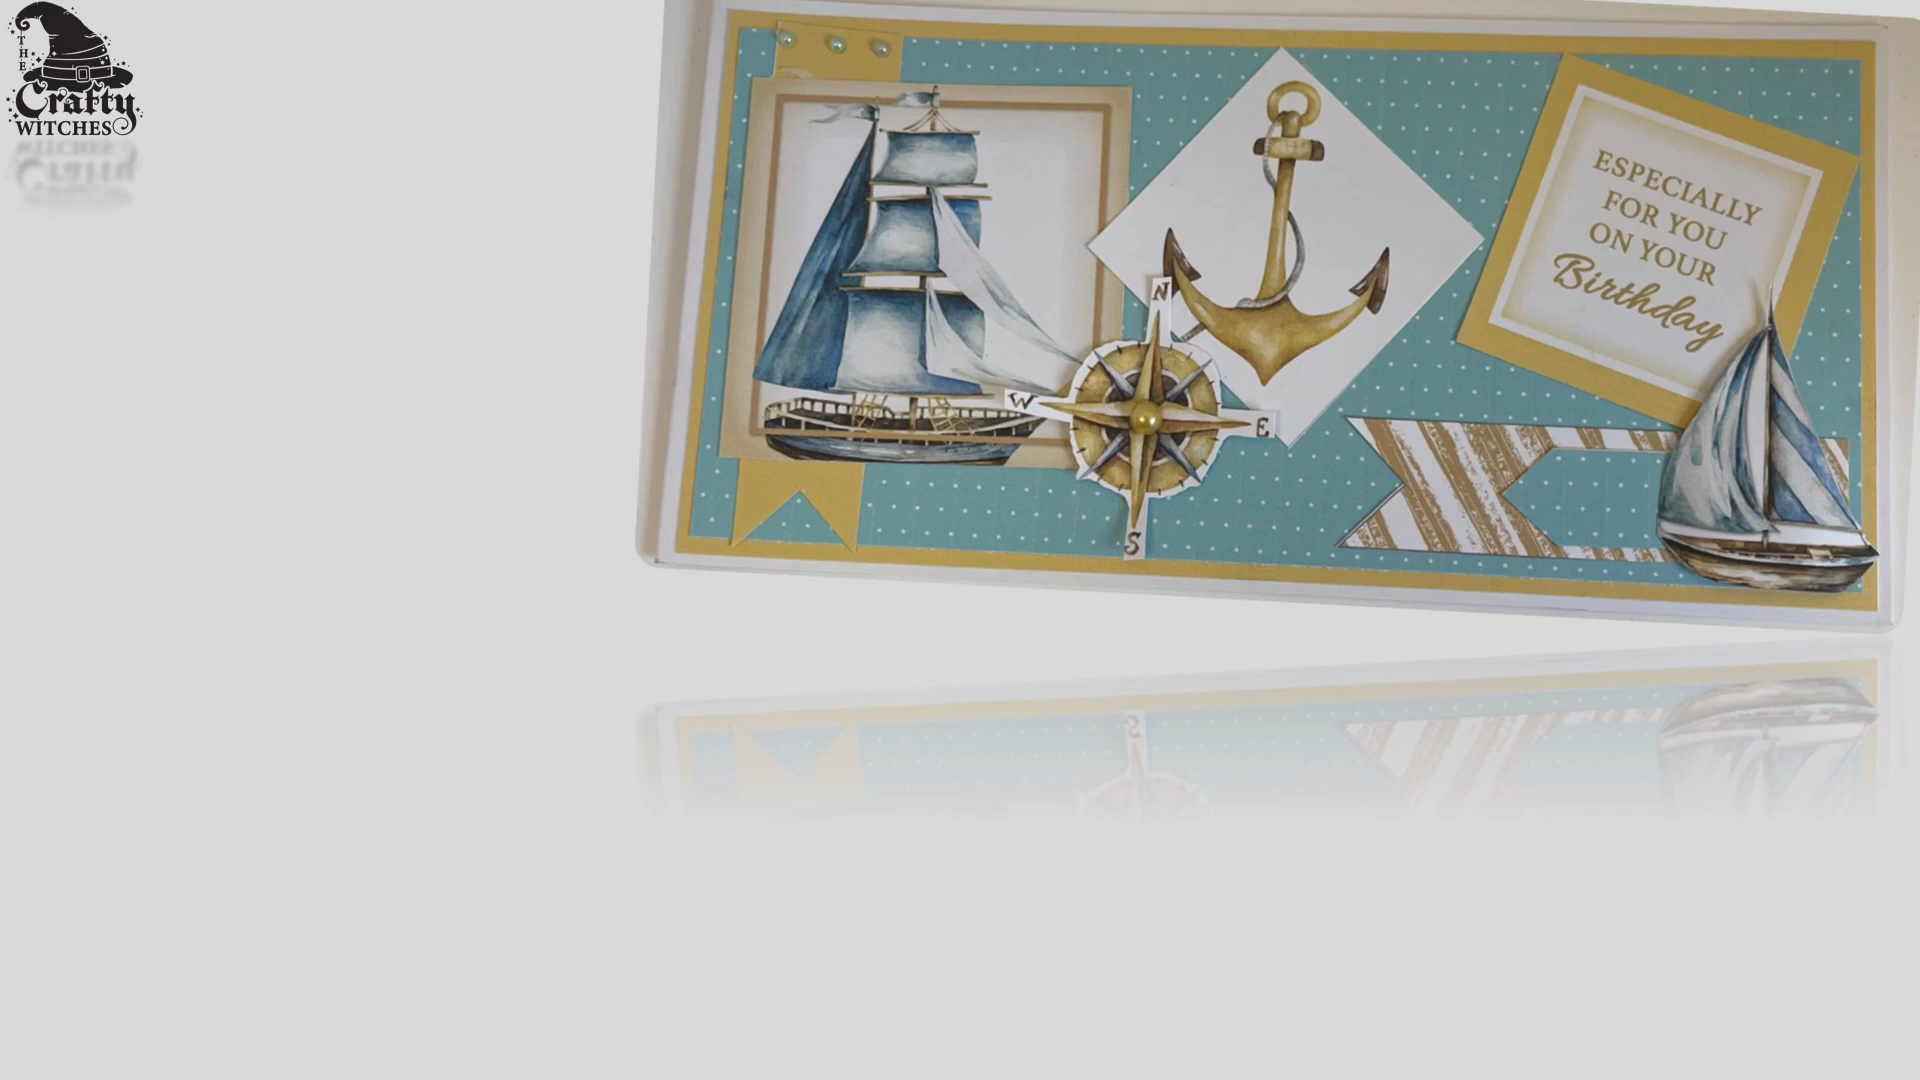 THE
Crafty
WITCHES
ESPECIALLY
FOR YOU
ON YOUR
Birthday
N
W
E
S